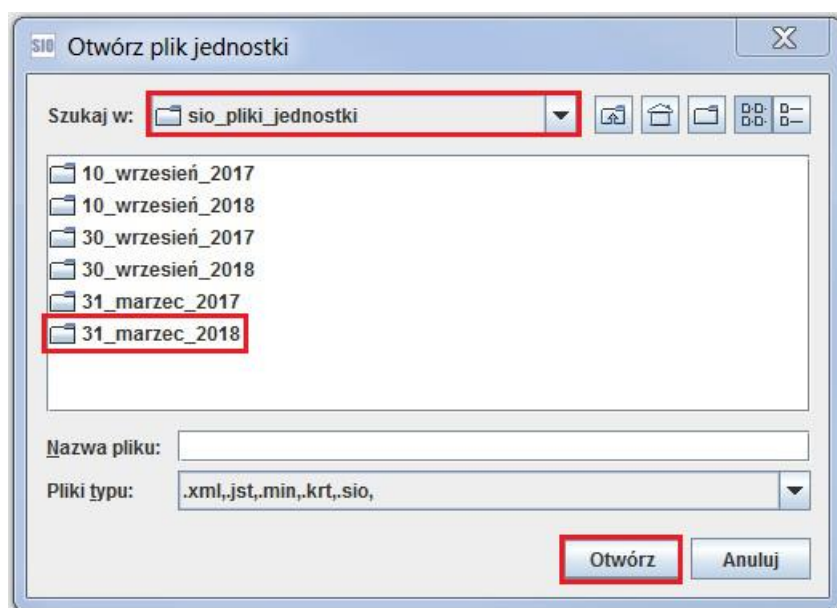 SIO Otwórz plik jednostki
Szukaj w: sio_pliki_jednostki
10_wrzesień_2017
10_wrzesień_2018
30_wrzesień_2017
30_wrzesień_2018
31_marzec_2017
31_marzec_2018
Nazwa pliku:
Pliki typu: .xml,.jst,.min,.krt,.sio,
Otwórz Anuluj